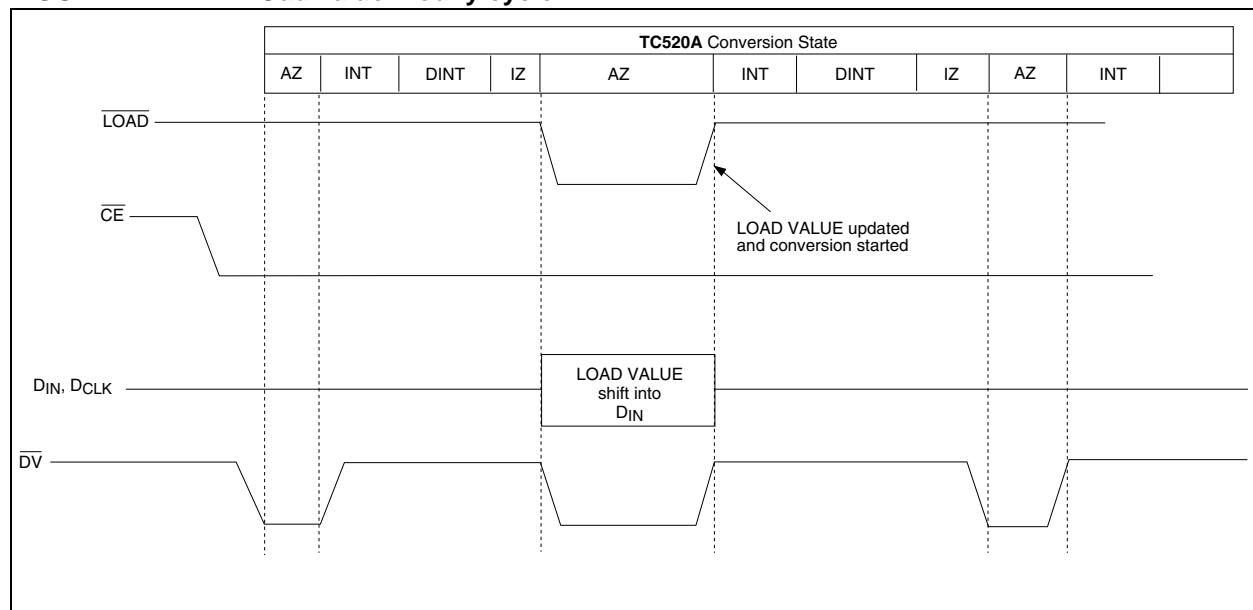 TC520A Conversion State
AZ INT DINT IZ AZ INT DINT IZ AZ INT
LOAD
CE
LOAD VALUE updated
and conversion started
DIN, DCLK
LOAD VALUE
shift into
DIN
DV